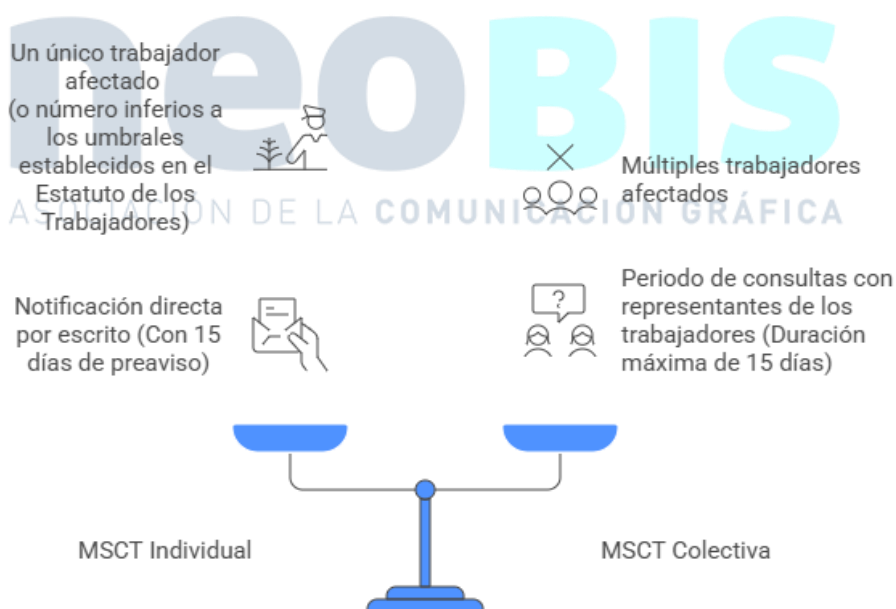 neoBIS
ASOCIACIÓN DE LA COMUNICACIÓN GRÁFICA
Un único trabajador
afectado
(o número inferios a
los umbrales
establecidos en el
Estatuto de los
Trabajadores)
Múltiples trabajadores
afectados
Notificación directa
por escrito (Con 15
días de preaviso)
?
Periodo de consultas con
representantes de los
trabajadores (Duración
máxima de 15 días)
MSCT Individual
MSCT Colectiva